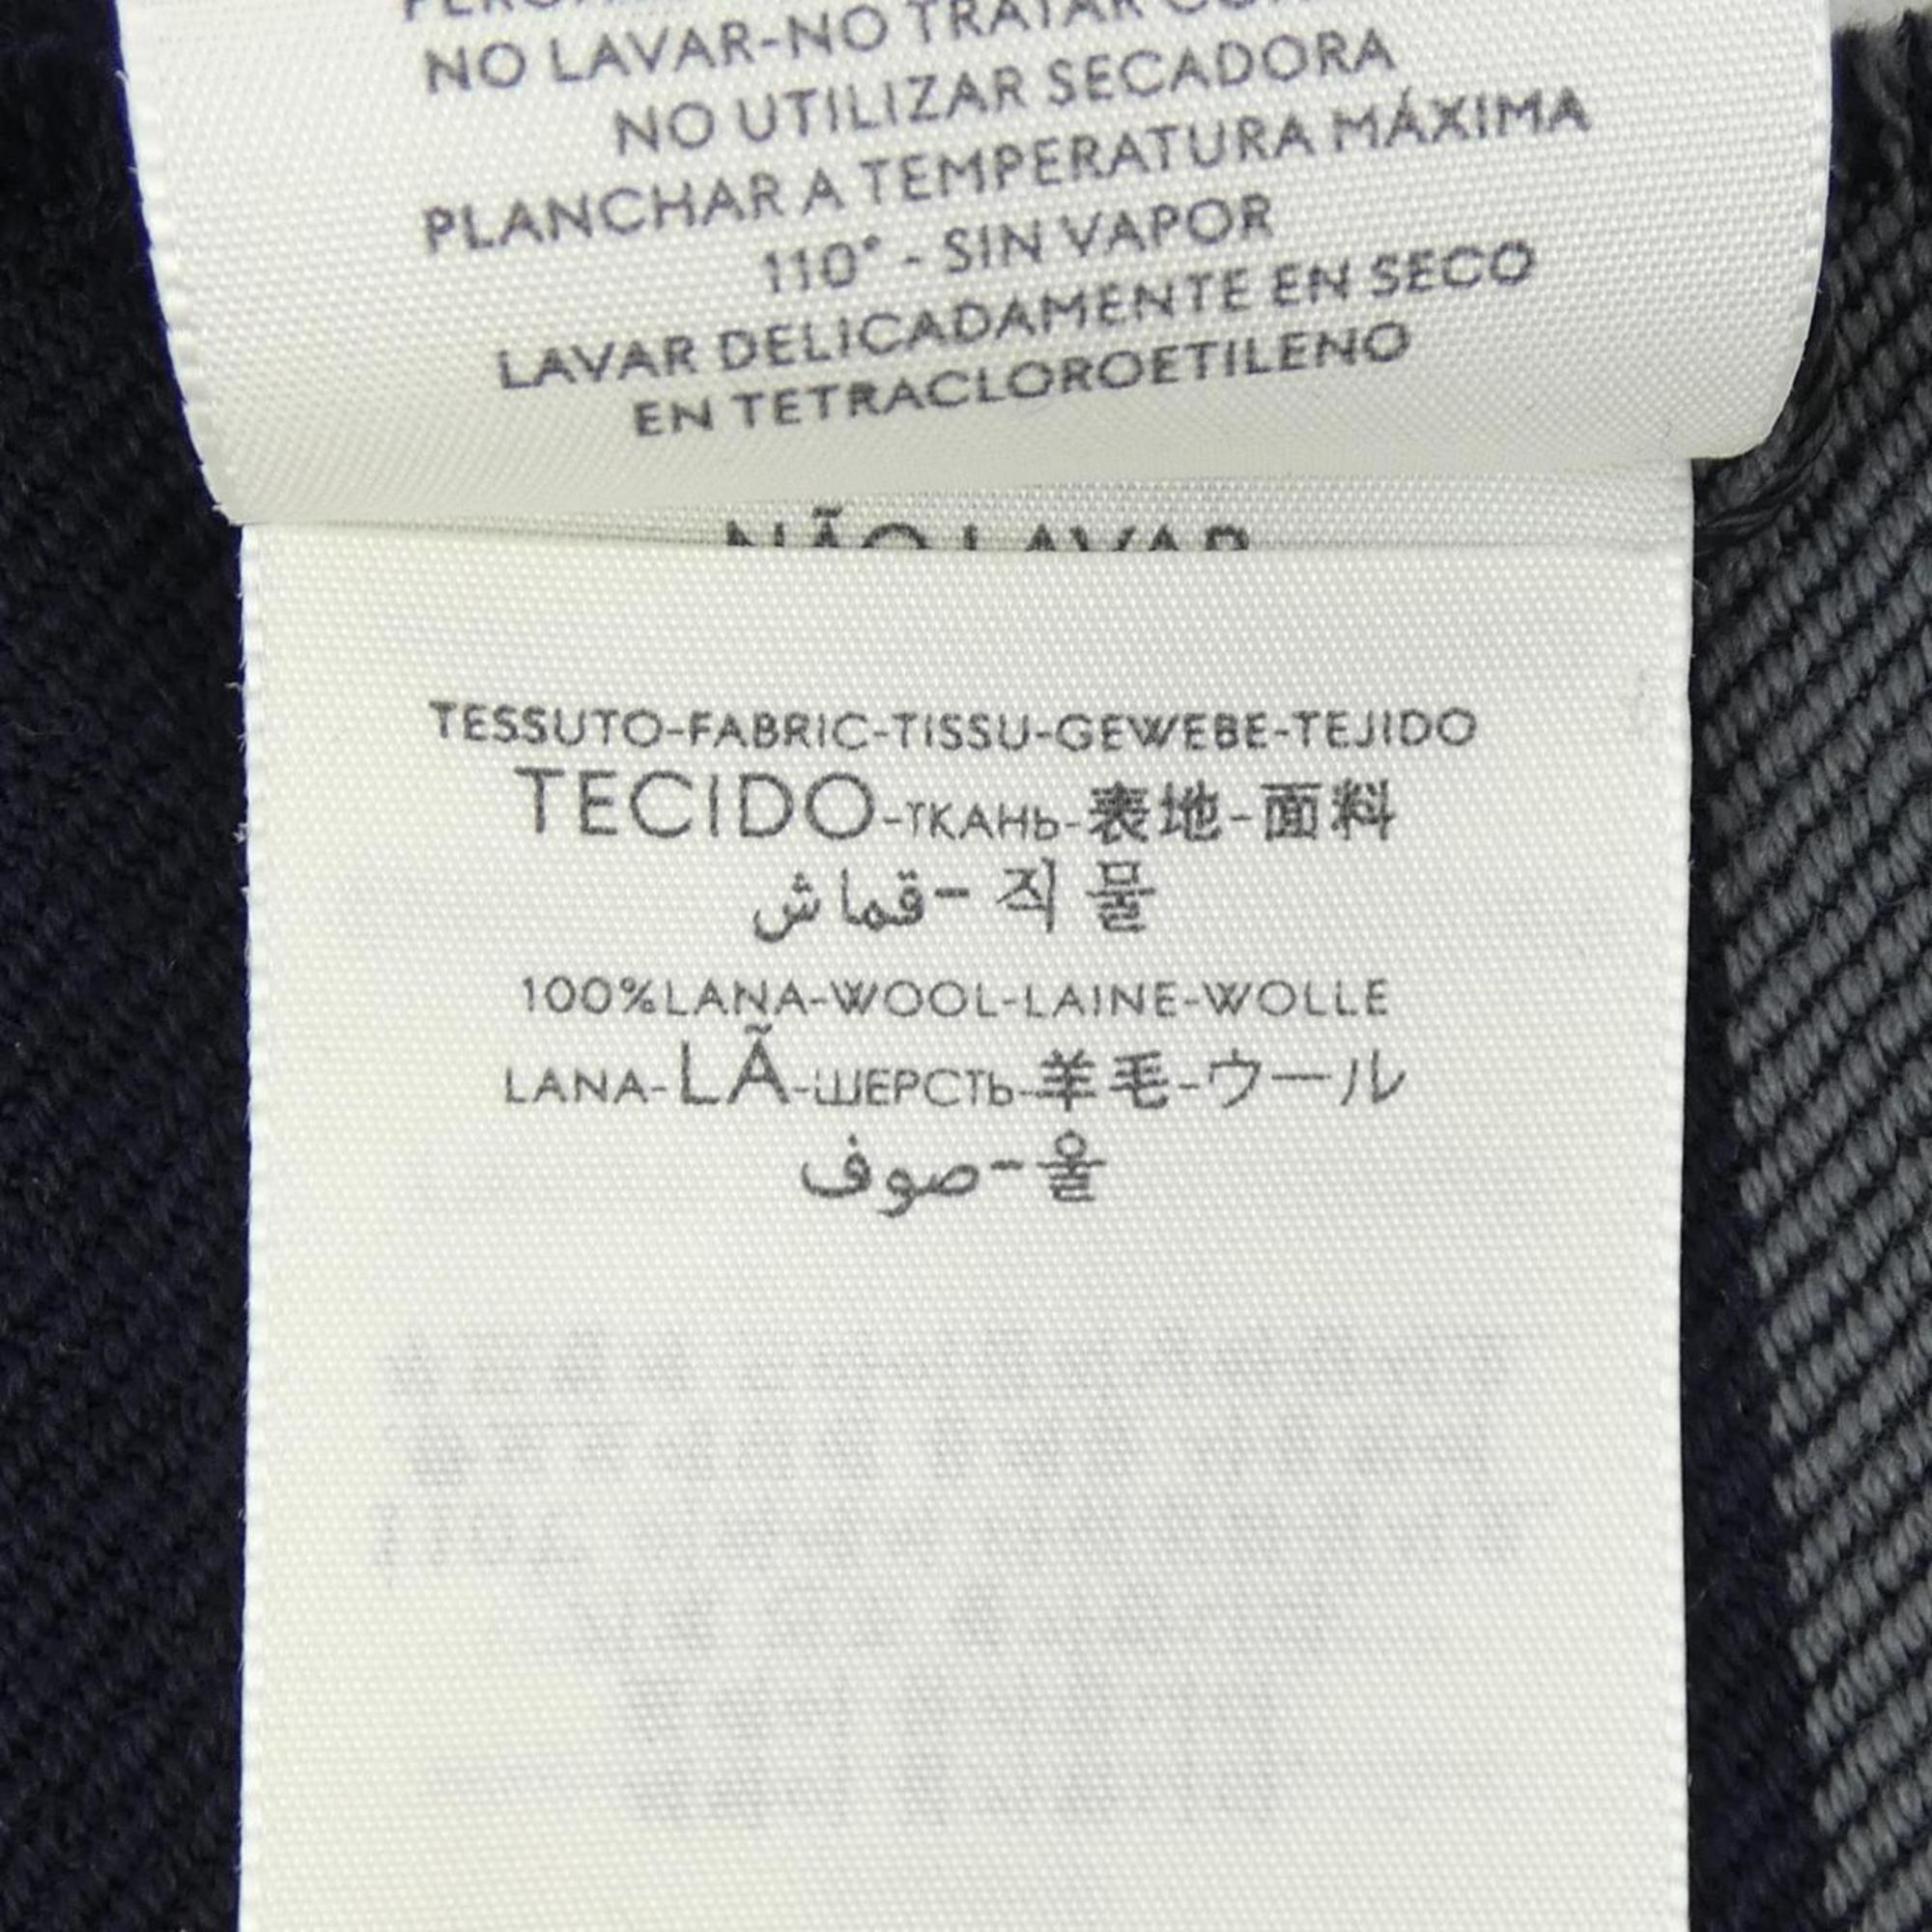 NO LAVAR-NO TRATAR
NO UTILIZAR SECADORA
PLANCHAR A TEMPERATURA MÁXIMA
110° - SIN VAPOR
LAVAR DELICADAMENTE EN SECO
EN TETRACLOROETILENO
NÃO LAVAR
TESSUTO-FABRIC-TISSU-GEWEBE-TEJIDO
TECIDO-ТКАНЬ-表地-面料
قماش- 직 물
100%LANA-WOOL-LAINE-WOLLE
LANA-LÃ-ШЕРСТЬ-羊毛-ウール
صوف-울